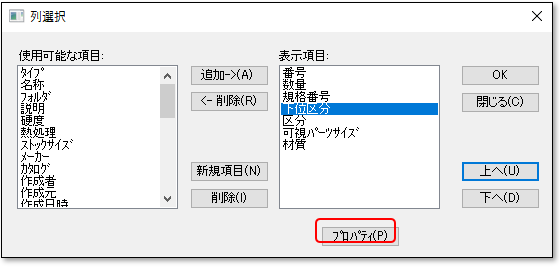 列選択
使用可能な項目:
ﾀｲﾌﾟ
名称
ﾌｫﾙﾀﾞ
説明
硬度
熱処理
ｽﾄｯｸｻｲｽﾞ
ﾒｰｶｰ
ｶﾀﾛｸﾞ
作成者
作成元
作成日時
追加->(A)
<- 削除(R)
新規項目(N)
削除(I)
表示項目:
番号
数量
規格番号
下位区分
区分
可視ﾊﾟｰﾂｻｲｽﾞ
材質
OK
閉じる(C)
上へ(U)
下へ(D)
ﾌﾟﾛﾊﾟﾃｨ(P)